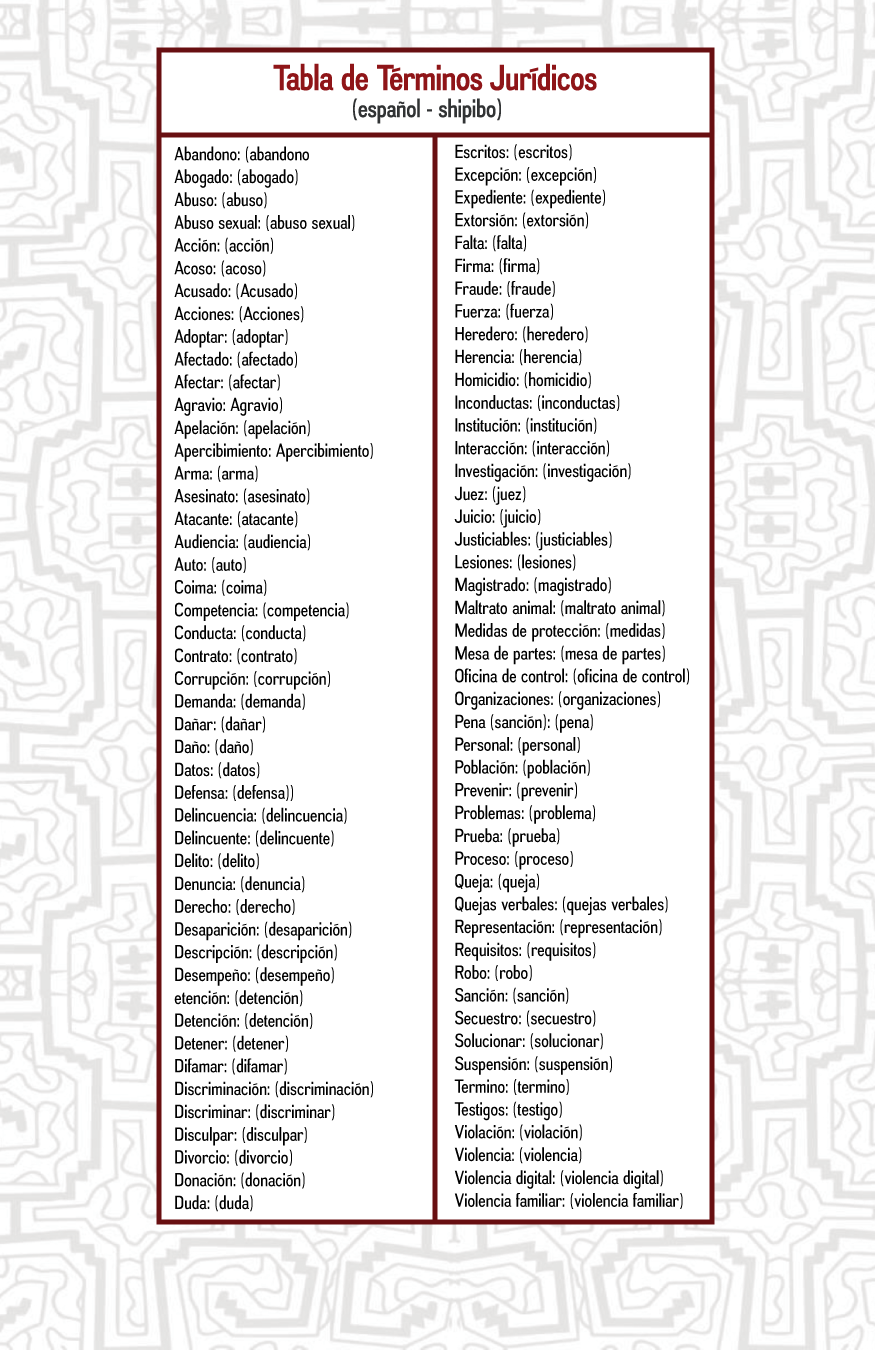 Tabla de Términos Jurídicos
(español - shipibo)
Abandono: (abandono
Abogado: (abogado)
Abuso: (abuso)
Abuso sexual: (abuso sexual)
Acción: (acción)
Acoso: (acoso)
Acusado: (Acusado)
Acciones: (Acciones)
Adoptar: (adoptar)
Afectado: (afectado)
Afectar: (afectar)
Agravio: Agravio)
Apelación: (apelación)
Apercibimiento: Apercibimiento)
Arma: (arma)
Asesinato: (asesinato)
Atacante: (atacante)
Audiencia: (audiencia)
Auto: (auto)
Coima: (coima)
Competencia: (competencia)
Conducta: (conducta)
Contrato: (contrato)
Corrupción: (corrupción)
Demanda: (demanda)
Dañar: (dañar)
Daño: (daño)
Datos: (datos)
Defensa: (defensa))
Delincuencia: (delincuencia)
Delincuente: (delincuente)
Delito: (delito)
Denuncia: (denuncia)
Derecho: (derecho)
Desaparición: (desaparición)
Descripción: (descripción)
Desempeño: (desempeño)
etención: (detención)
Detención: (detención)
Detener: (detener)
Difamar: (difamar)
Discriminación: (discriminación)
Discriminar: (discriminar)
Disculpar: (disculpar)
Divorcio: (divorcio)
Donación: (donación)
Duda: (duda)
Escritos: (escritos)
Excepción: (excepción)
Expediente: (expediente)
Extorsión: (extorsión)
Falta: (falta)
Firma: (firma)
Fraude: (fraude)
Fuerza: (fuerza)
Heredero: (heredero)
Herencia: (herencia)
Homicidio: (homicidio)
Inconductas: (inconductas)
Institución: (institución)
Interacción: (interacción)
Investigación: (investigación)
Juez: (juez)
Juicio: (juicio)
Justiciables: (justiciables)
Lesiones: (lesiones)
Magistrado: (magistrado)
Maltrato animal: (maltrato animal)
Medidas de protección: (medidas)
Mesa de partes: (mesa de partes)
Oficina de control: (oficina de control)
Organizaciones: (organizaciones)
Pena (sanción): (pena)
Personal: (personal)
Población: (población)
Prevenir: (prevenir)
Problemas: (problema)
Prueba: (prueba)
Proceso: (proceso)
Queja: (queja)
Quejas verbales: (quejas verbales)
Representación: (representación)
Requisitos: (requisitos)
Robo: (robo)
Sanción: (sanción)
Secuestro: (secuestro)
Solucionar: (solucionar)
Suspensión: (suspensión)
Termino: (termino)
Testigos: (testigo)
Violación: (violación)
Violencia: (violencia)
Violencia digital: (violencia digital)
Violencia familiar: (violencia familiar)